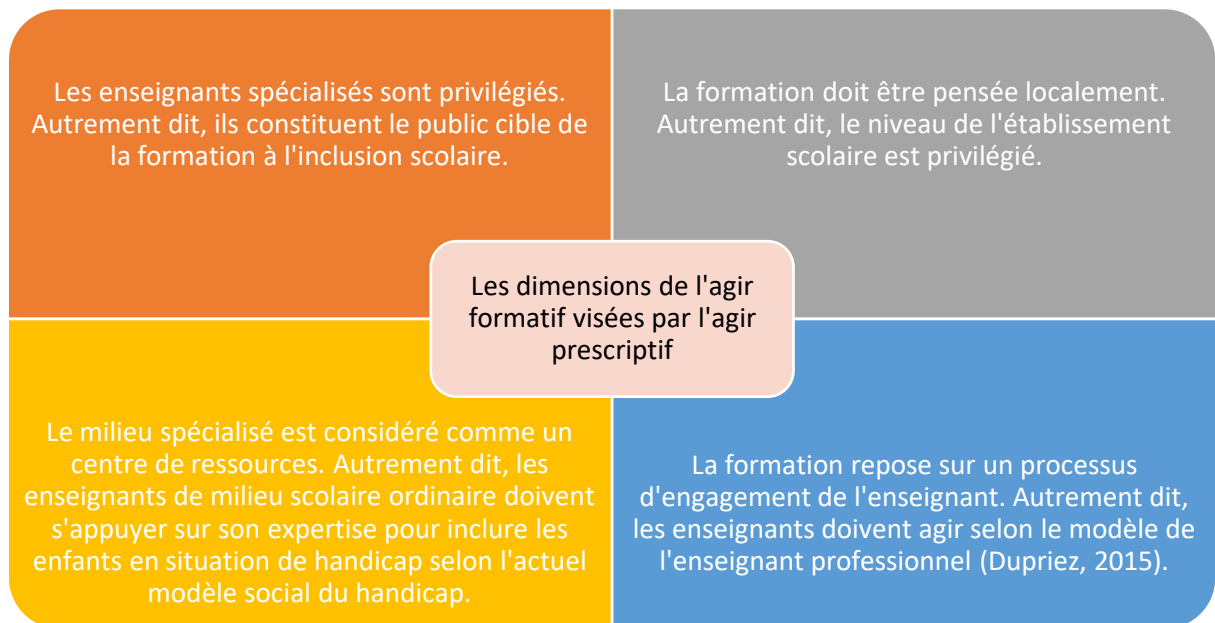 Les enseignants spécialisés sont privilégiés.
Autrement dit, ils constituent le public cible de
la formation à l'inclusion scolaire.
La formation doit être pensée localement.
Autrement dit, le niveau de l'établissement
scolaire est privilégié.
Les dimensions de l'agir
formatif visées par l'agir
prescriptif
Le milieu spécialisé est considéré comme un
centre de ressources. Autrement dit, les
enseignants de milieu scolaire ordinaire doivent
s'appuyer sur son expertise pour inclure les
enfants en situation de handicap selon l'actuel
modèle social du handicap.
La formation repose sur un processus
d'engagement de l'enseignant. Autrement dit,
les enseignants doivent agir selon le modèle de
l'enseignant professionnel (Dupriez, 2015).